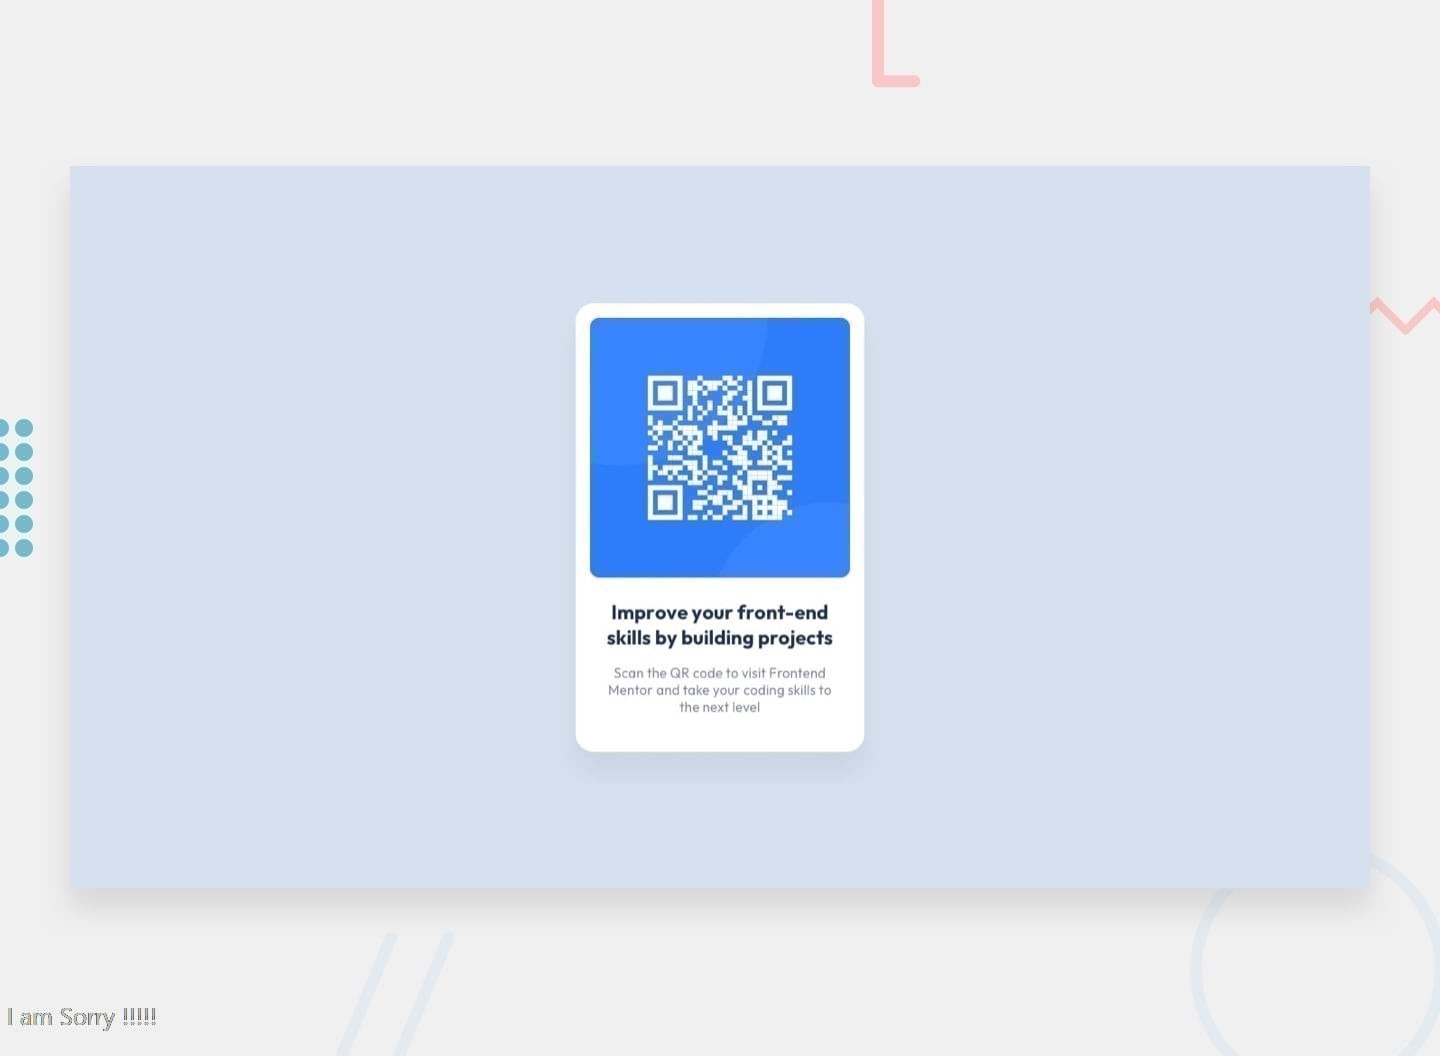 Improve your front-end
skills by building projects
Scan the QR code to visit Frontend
Mentor and take your coding skills to
the next level
I am Sorry !!!!!